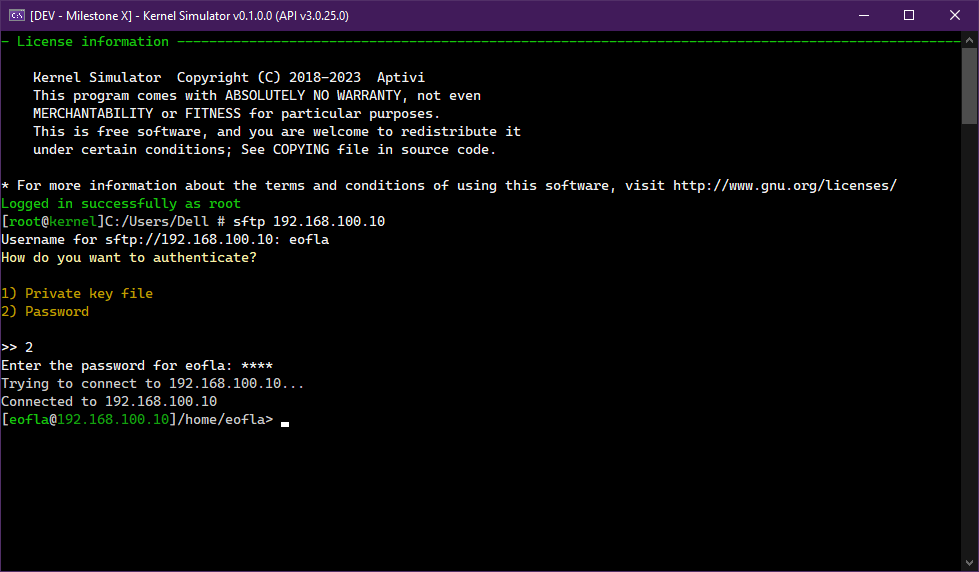 [DEV - Milestone X] - Kernel Simulator v0.1.0.0 (API v3.0.25.0)
- License information
Kernel Simulator  Copyright (C) 2018-2023  Aptivi
This program comes with ABSOLUTELY NO WARRANTY, not even
MERCHANTABILITY or FITNESS for particular purposes.
This is free software, and you are welcome to redistribute it
under certain conditions; See COPYING file in source code.
* For more information about the terms and conditions of using this software, visit http://www.gnu.org/licenses/
Logged in successfully as root
[root@kernel]C:/Users/Dell # sftp 192.168.100.10
Username for sftp://192.168.100.10: eofla
How do you want to authenticate?
1) Private key file
2) Password
>> 2
Enter the password for eofla: ****
Trying to connect to 192.168.100.10...
Connected to 192.168.100.10
[eofla@192.168.100.10]/home/eofla>